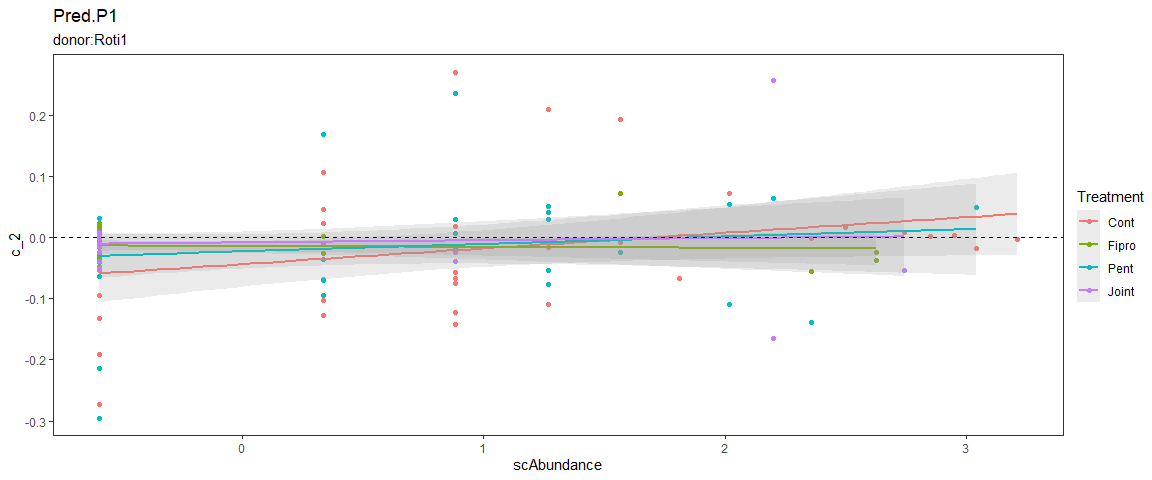 Pred.P1
donor:Roti1
0.2
0.1
0.0
-0.1
-0.2
-0.3
c_2
0 1 2 3
scAbundance
Treatment
Cont
Fipro
Pent
Joint